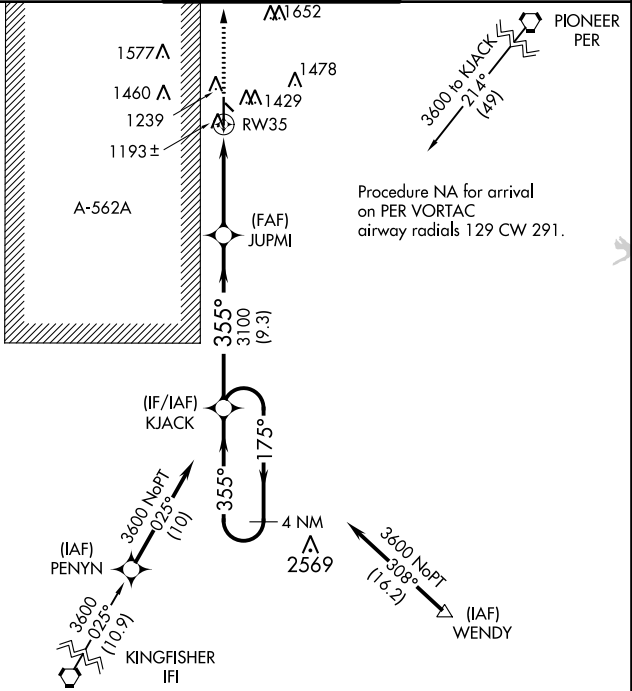 1652
PIONEER
PER
1577
1478
1460
1429
1239
RW35
1193±
3600 to KJACK
214°
(49)
A-562A
Procedure NA for arrival
on PER VORTAC
airway radials 129 CW 291.
(FAF)
JUPMI
355°
3100
(9.3)
(IF/IAF)
KJACK
175°
355°
3600 NoPT
025°
(10)
4 NM
2569
(IAF)
PENYN
3600 NoPT
308°
(16.2)
(IAF)
WENDY
3600
025°
(10.9)
KINGFISHER
IFI